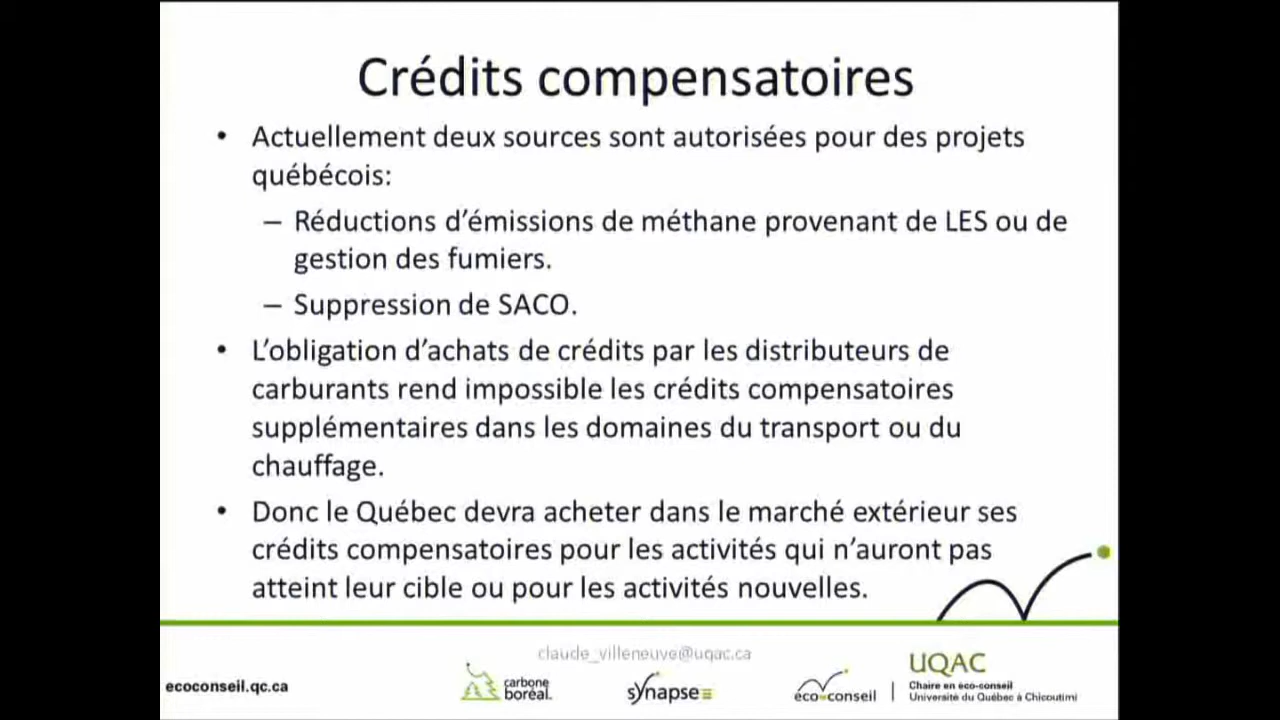 Crédits compensatoires
• Actuellement deux sources sont autorisées pour des projets
québécois:
– Réductions d’émissions de méthane provenant de LES ou de
gestion des fumiers.
– Suppression de SACO.
• L’obligation d’achats de crédits par les distributeurs de
carburants rend impossible les crédits compensatoires
supplémentaires dans les domaines du transport ou du
chauffage.
• Donc le Québec devra acheter dans le marché extérieur ses
crédits compensatoires pour les activités qui n’auront pas
atteint leur cible ou pour les activités nouvelles.
claude_villeneuve@uqac.ca
ecoconseil.qc.ca
carbone
boréal.
synapse
éco-conseil
UQAC
Chaire en éco-conseil
Université du Québec à Chicoutimi